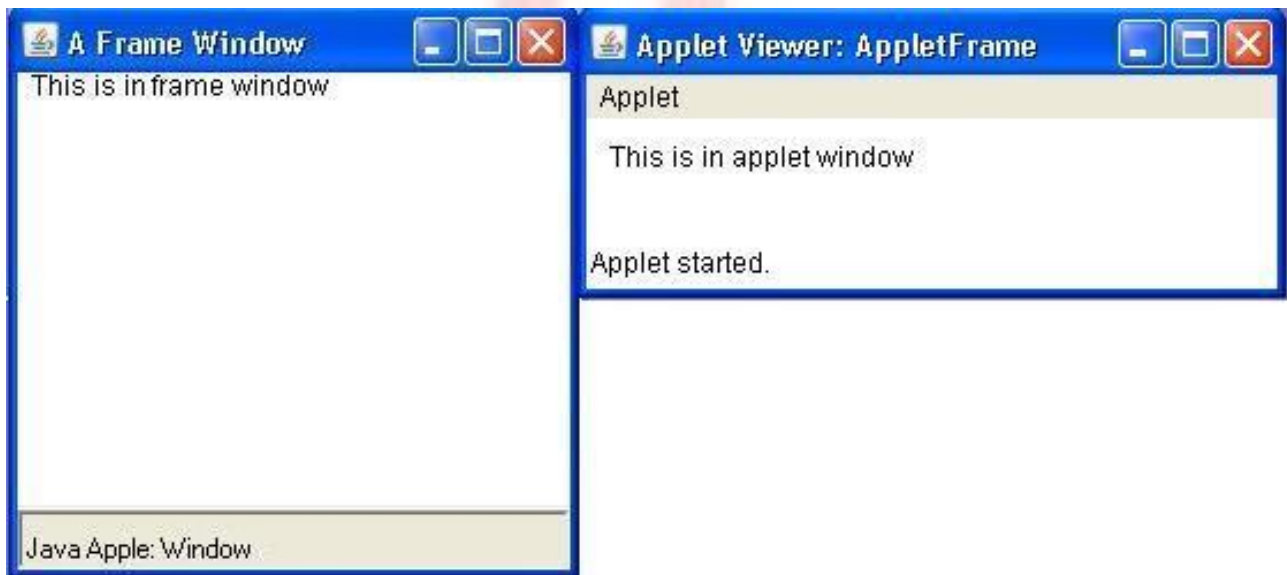 A Frame Window
This is in frame window
Java Apple: Window
Applet Viewer: AppletFrame
Applet
This is in applet window
Applet started.